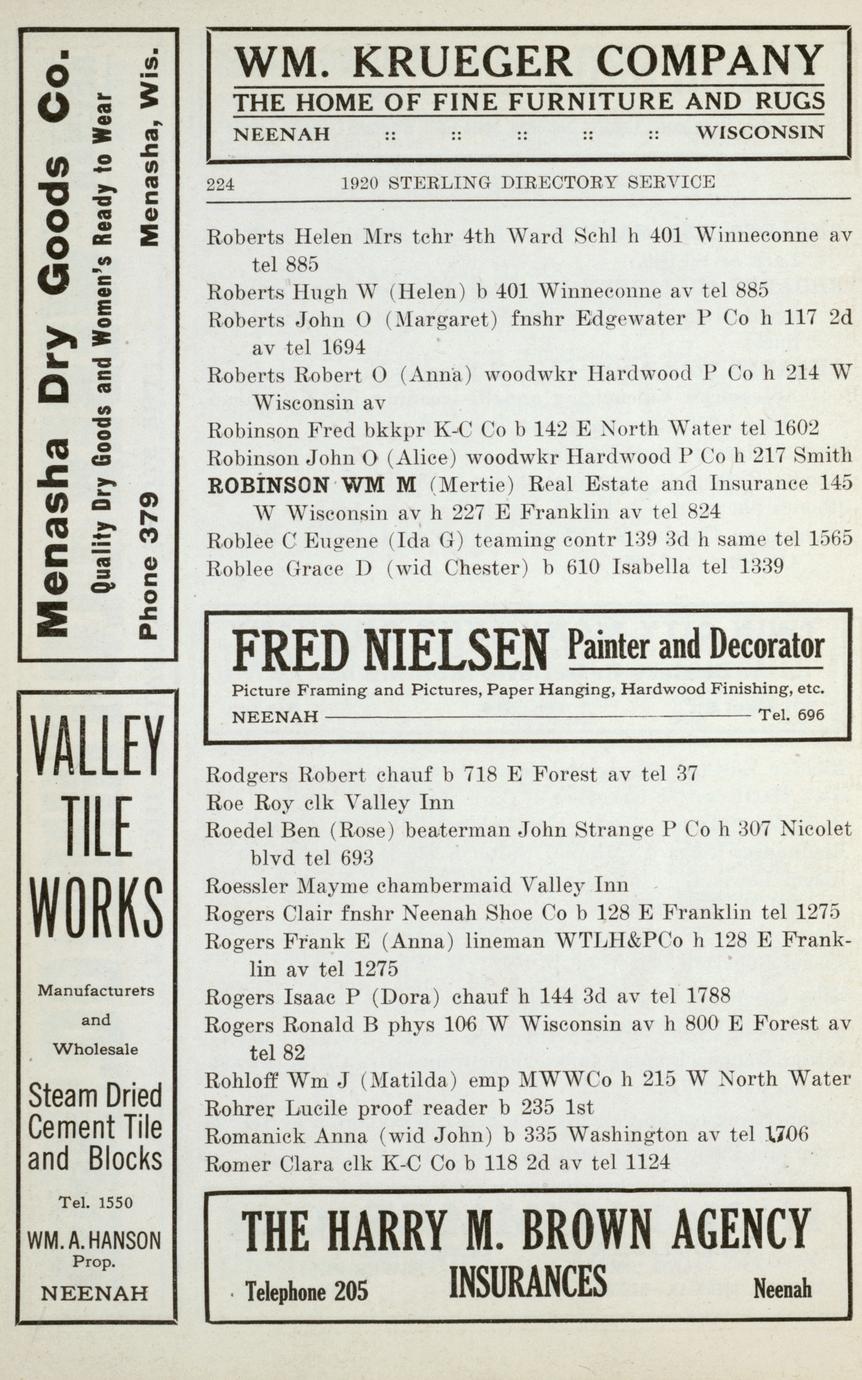 Menasha Dry Goods Co.
Quality Dry Goods and Women's Ready to Wear
Phone 379 Menasha, Wis.
VALLEY
TILE
WORKS
Manufacturers
and
Wholesale
Steam Dried
Cement Tile
and Blocks
Tel. 1550
WM. A. HANSON
Prop.
NEENAH
WM. KRUEGER COMPANY
THE HOME OF FINE FURNITURE AND RUGS
NEENAH :: :: :: :: :: WISCONSIN
224 1920 STERLING DIRECTORY SERVICE
Roberts Helen Mrs tchr 4th Ward Schl h 401 Winneconne av
tel 885
Roberts Hugh W (Helen) b 401 Winneconne av tel 885
Roberts John O (Margaret) fnshr Edgewater P Co h 117 2d
av tel 1694
Roberts Robert O (Anna) woodwkr Hardwood P Co h 214 W
Wisconsin av
Robinson Fred bkkpr K-C Co b 142 E North Water tel 1602
Robinson John O (Alice) woodwkr Hardwood P Co h 217 Smith
ROBINSON WM M (Mertie) Real Estate and Insurance 145
W Wisconsin av h 227 E Franklin av tel 824
Roblee C Eugene (Ida G) teaming contr 139 3d h same tel 1565
Roblee Grace D (wid Chester) b 610 Isabella tel 1339
FRED NIELSEN Painter and Decorator
Picture Framing and Pictures, Paper Hanging, Hardwood Finishing, etc.
NEENAH Tel. 696
Rodgers Robert chauf b 718 E Forest av tel 37
Roe Roy clk Valley Inn
Roedel Ben (Rose) beaterman John Strange P Co h 307 Nicolet
blvd tel 693
Roessler Mayme chambermaid Valley Inn
Rogers Clair fnshr Neenah Shoe Co b 128 E Franklin tel 1275
Rogers Frank E (Anna) lineman WTLH&PCo h 128 E Frank-
lin av tel 1275
Rogers Isaac P (Dora) chauf h 144 3d av tel 1788
Rogers Ronald B phys 106 W Wisconsin av h 800 E Forest av
tel 82
Rohloff Wm J (Matilda) emp MWWCo h 215 W North Water
Rohrer Lucile proof reader b 235 1st
Romanick Anna (wid John) b 335 Washington av tel 1706
Romer Clara clk K-C Co b 118 2d av tel 1124
THE HARRY M. BROWN AGENCY
Telephone 205 INSURANCES Neenah